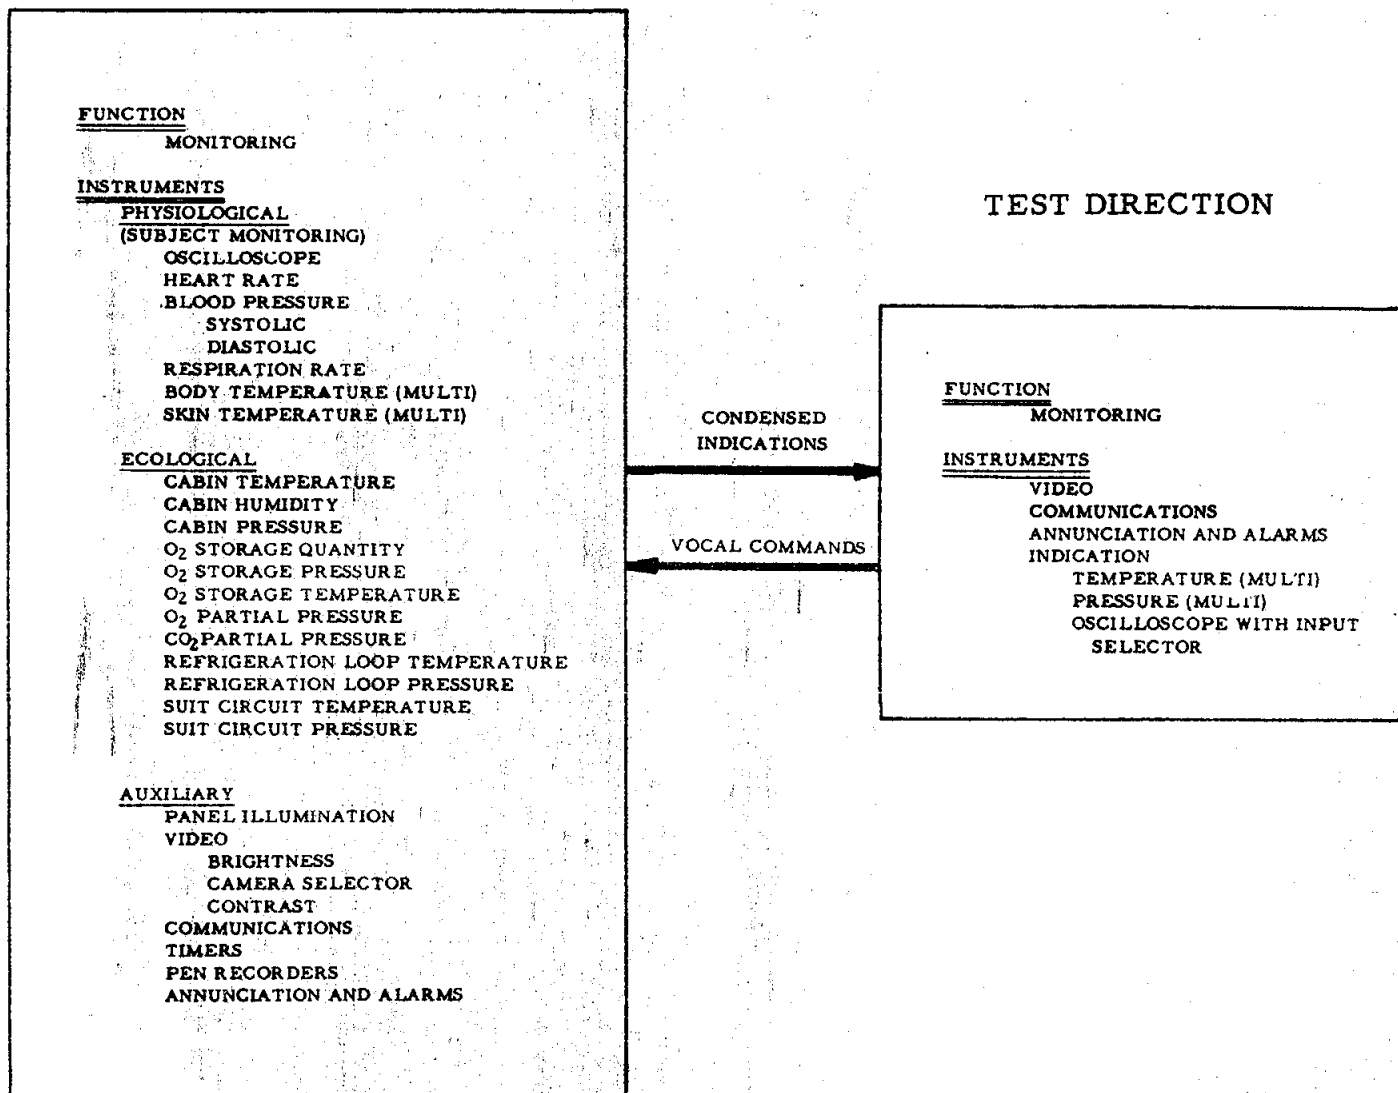 FUNCTION
MONITORING
INSTRUMENTS
PHYSIOLOGICAL
(SUBJECT MONITORING)
OSCILLOSCOPE
HEART RATE
BLOOD PRESSURE
SYSTOLIC
DIASTOLIC
RESPIRATION RATE
BODY TEMPERATURE (MULTI)
SKIN TEMPERATURE (MULTI)
ECOLOGICAL
CABIN TEMPERATURE
CABIN HUMIDITY
CABIN PRESSURE
O2 STORAGE QUANTITY
O2 STORAGE PRESSURE
O2 STORAGE TEMPERATURE
O2 PARTIAL PRESSURE
CO2 PARTIAL PRESSURE
REFRIGERATION LOOP TEMPERATURE
REFRIGERATION LOOP PRESSURE
SUIT CIRCUIT TEMPERATURE
SUIT CIRCUIT PRESSURE
AUXILIARY
PANEL ILLUMINATION
VIDEO
BRIGHTNESS
CAMERA SELECTOR
CONTRAST
COMMUNICATIONS
TIMERS
PEN RECORDERS
ANNUNCIATION AND ALARMS
CONDENSED
INDICATIONS
VOCAL COMMANDS
TEST DIRECTION
FUNCTION
MONITORING
INSTRUMENTS
VIDEO
COMMUNICATIONS
ANNUNCIATION AND ALARMS
INDICATION
TEMPERATURE (MULTI)
PRESSURE (MULTI)
OSCILLOSCOPE WITH INPUT
SELECTOR